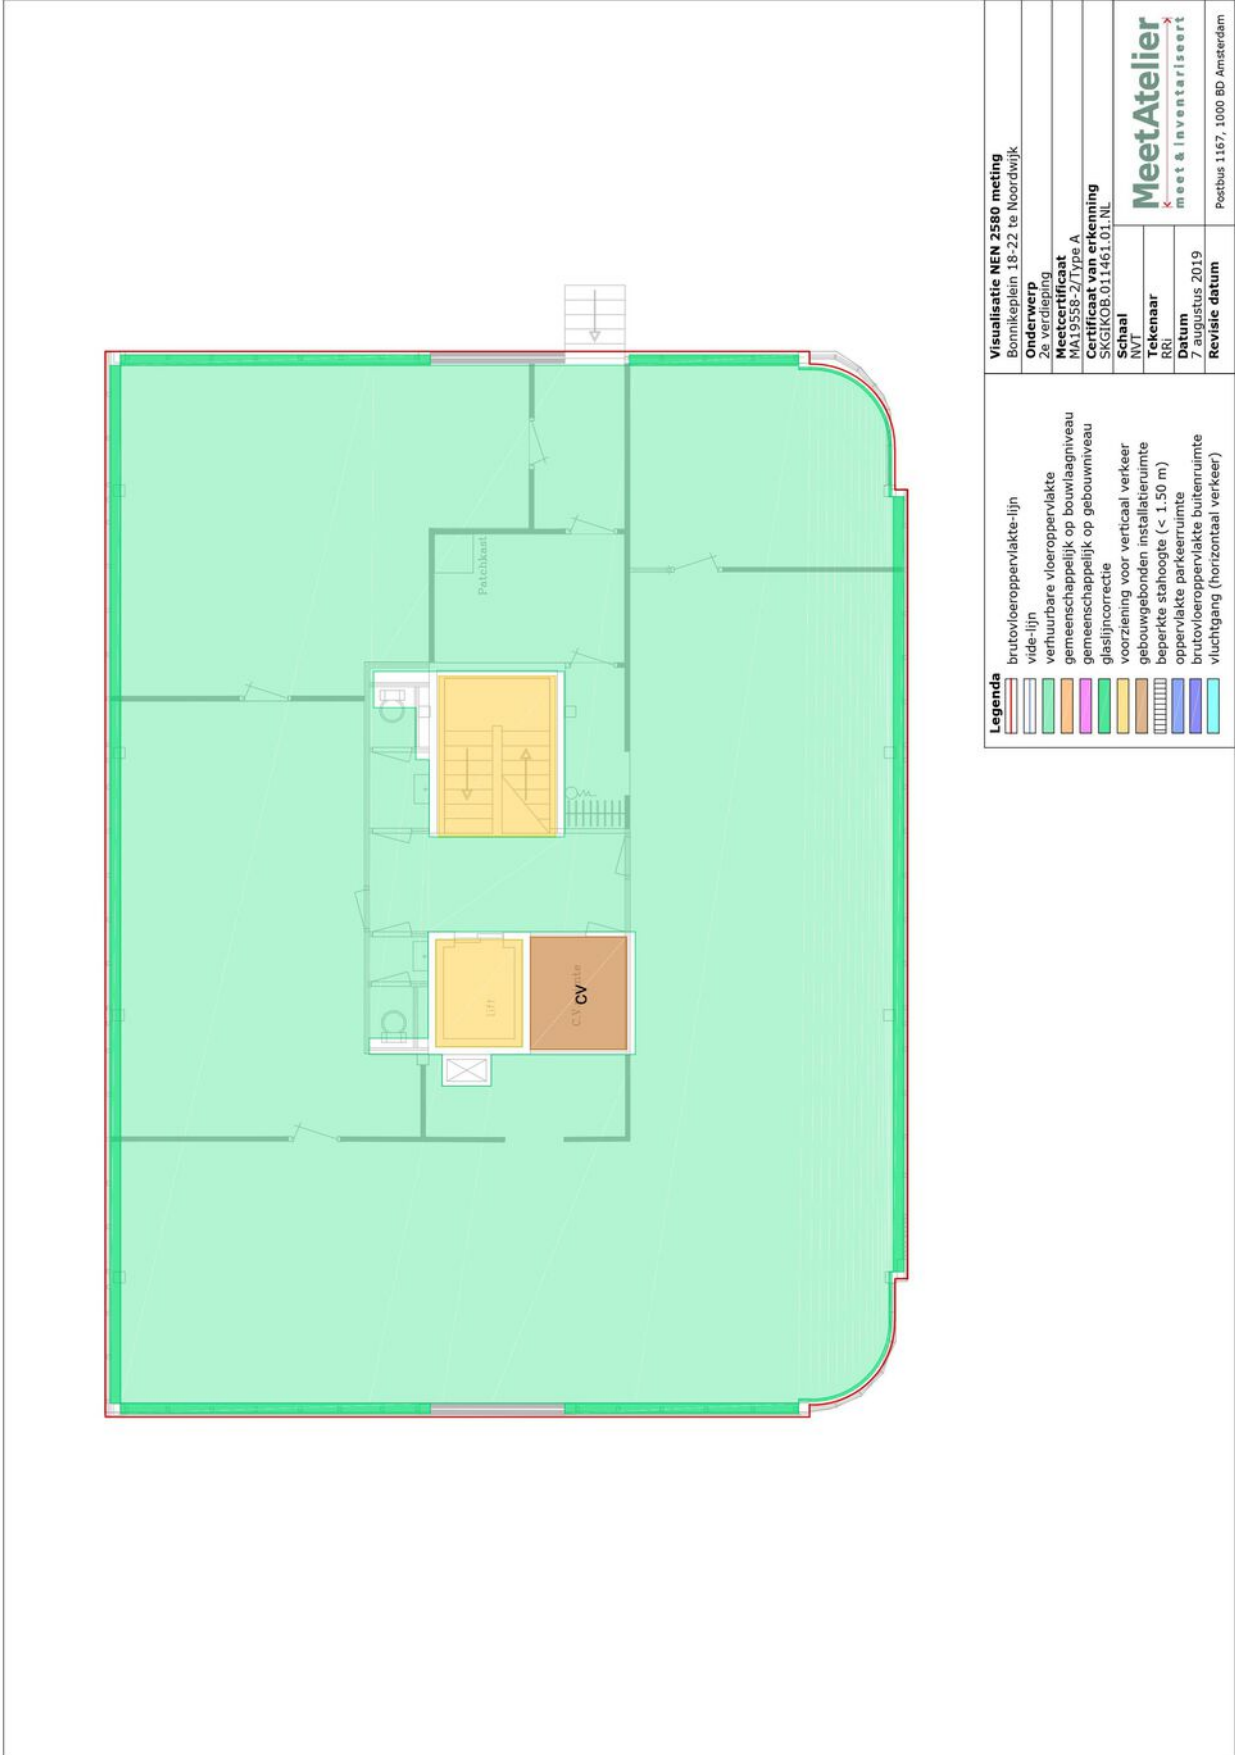 Patchkast
Lift
CV
Legenda
brutovloeroppervlakte-lijn
vide-lijn
verhuurbare vloeroppervlakte
gemeenschappelijk op bouwlaagniveau
gemeenschappelijk op gebouwniveau
glaslijncorrectie
voorziening voor verticaal verkeer
gebouwgebonden installatieruimte
beperkte stahoogte (< 1.50 m)
oppervlakte parkeerruimte
brutovloeroppervlakte buitenruimte
vluchtgang (horizontaal verkeer)
Visualisatie NEN 2580 meting
Bonnikeplein 18-22 te Noordwijk
Onderwerp
2e verdieping
Meetcertificaat
MA19558-2/Type A
Certificaat van erkenning
SKGIKOB.011461.01.NL
Schaal
NVT
Tekenaar
RRi
Datum
7 augustus 2019
Revisie datum
MeetAtelier
meet & inventariseert
Postbus 1167, 1000 BD Amsterdam